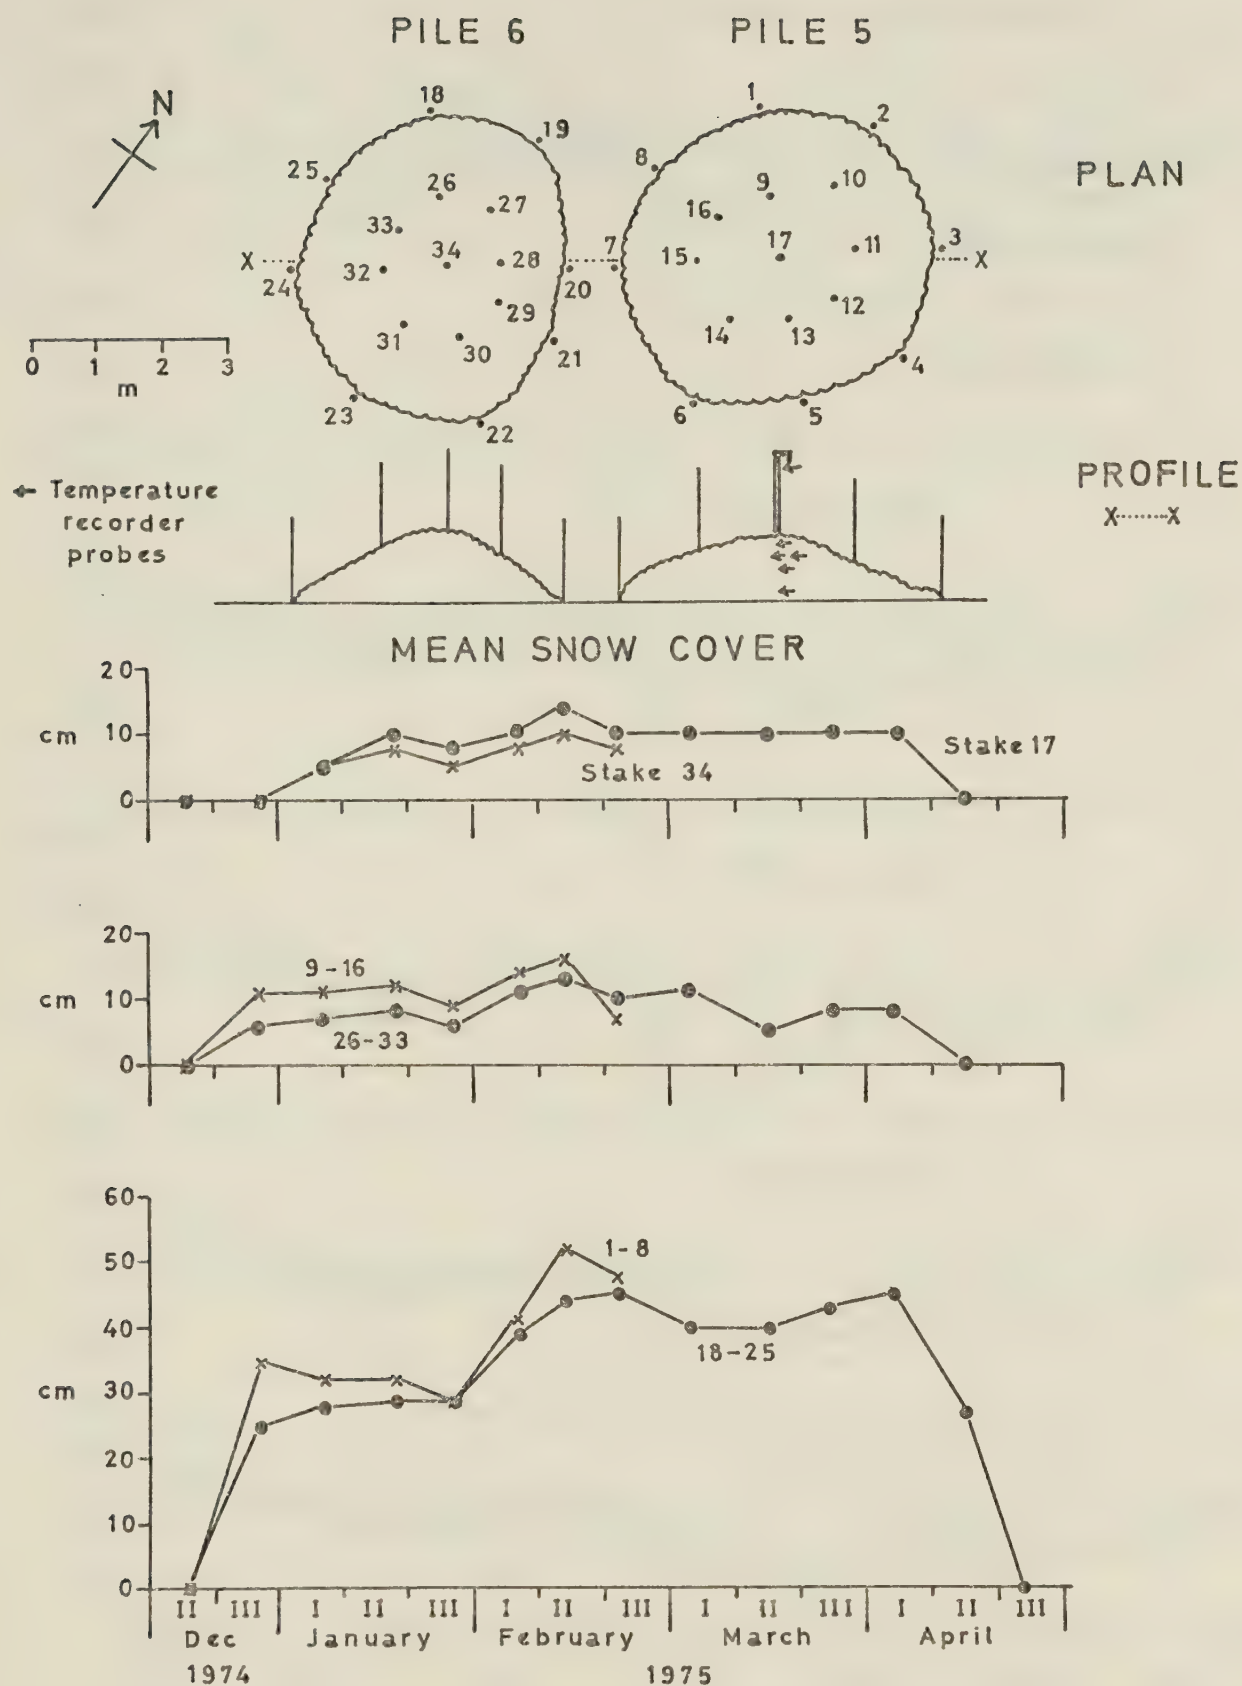 PILE 6 PILE 5
N
18 19 1 2
25 26 27 8 9 10
33 34 28 16 17 11 3
X 24 32 29 20 7 15 12 X
31 30 21 14 13 4
23 22 6 5
PLAN
0 1 2 3
m
← Temperature
recorder
probes
PROFILE
X........X
MEAN SNOW COVER
20
cm 10
0
Stake 17
Stake 34
20
cm 10
0
9-16
26-33
60
50
40
cm 30
20
10
0
1-8
18-25
II III I II III I II III I II III I II III
Dec January February March April
1974 1975